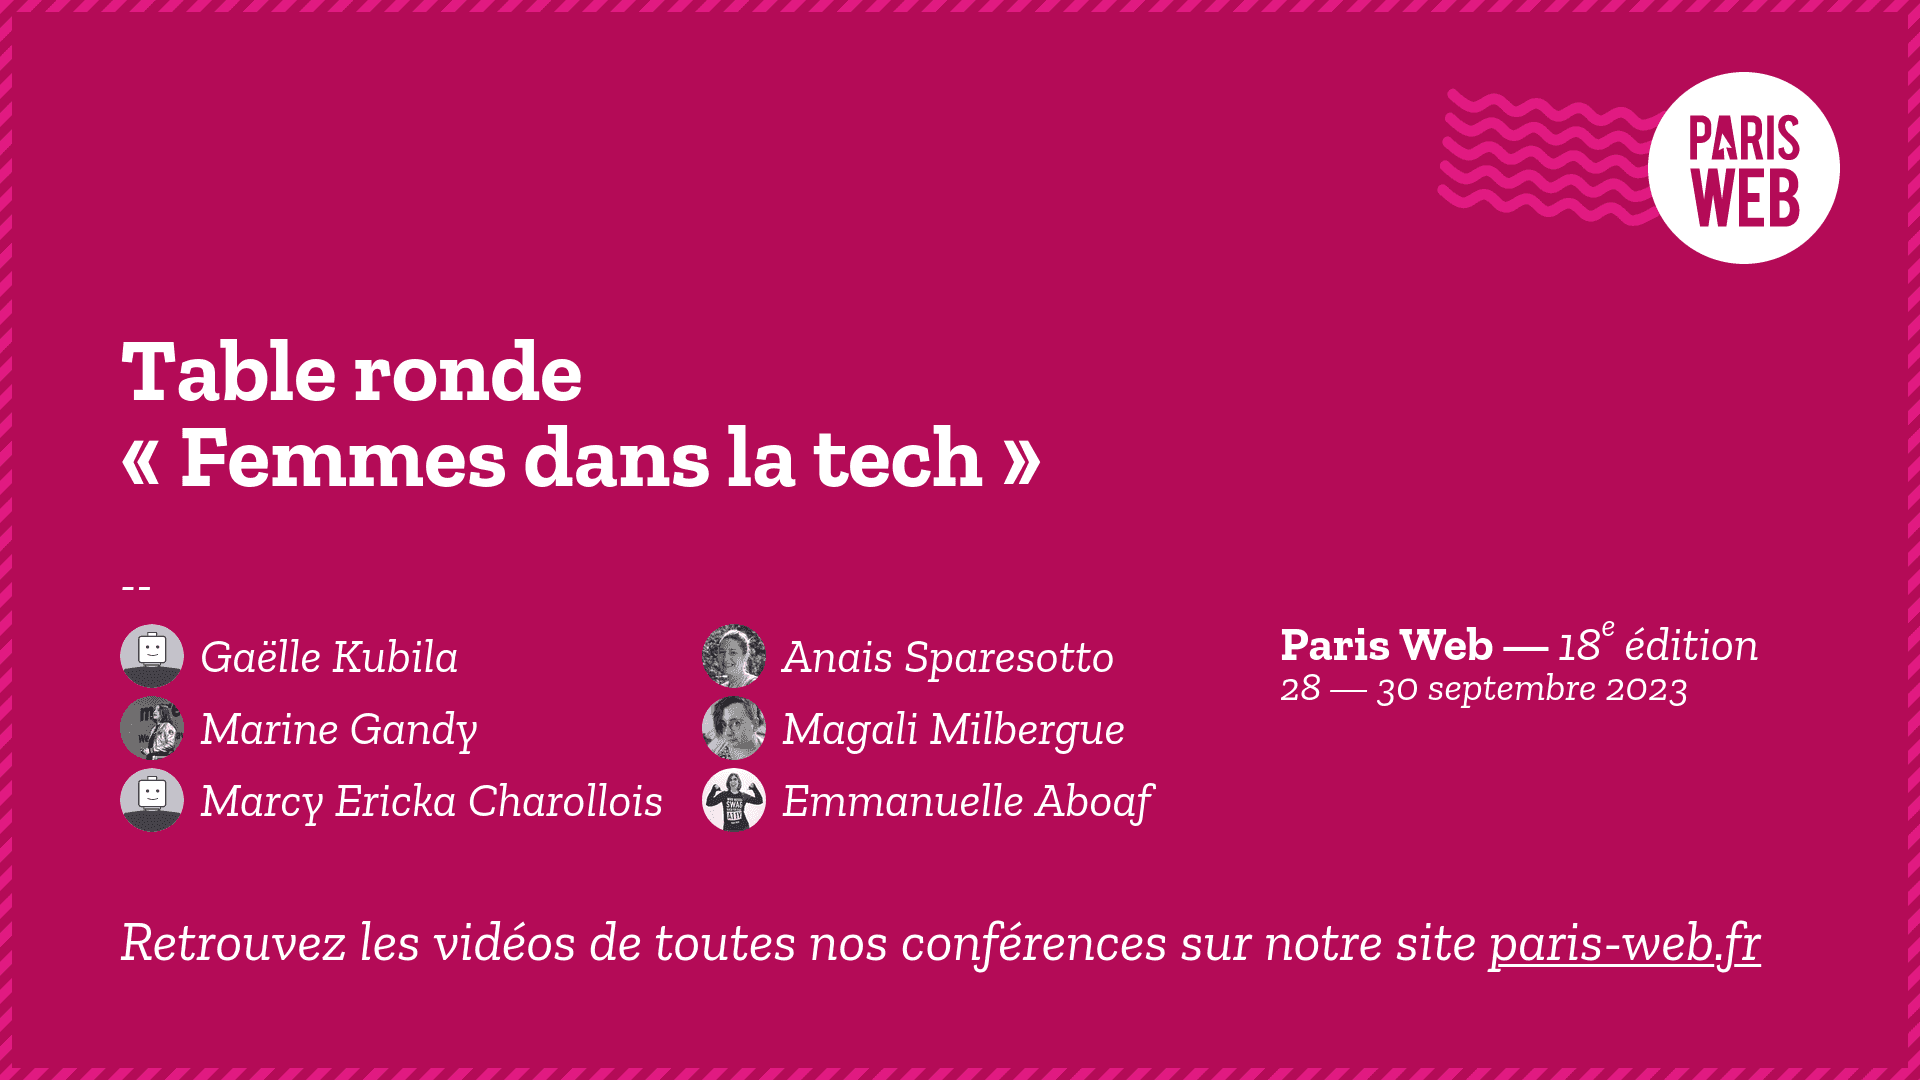 PARIS
WEB
Table ronde
« Femmes dans la tech »
--
Gaëlle Kubila
Marine Gandy
Marcy Ericka Charollois
Anais Sparesotto
Magali Milbergue
Emmanuelle Aboaf
Paris Web — 18e édition
28 — 30 septembre 2023
Retrouvez les vidéos de toutes nos conférences sur notre site paris-web.fr